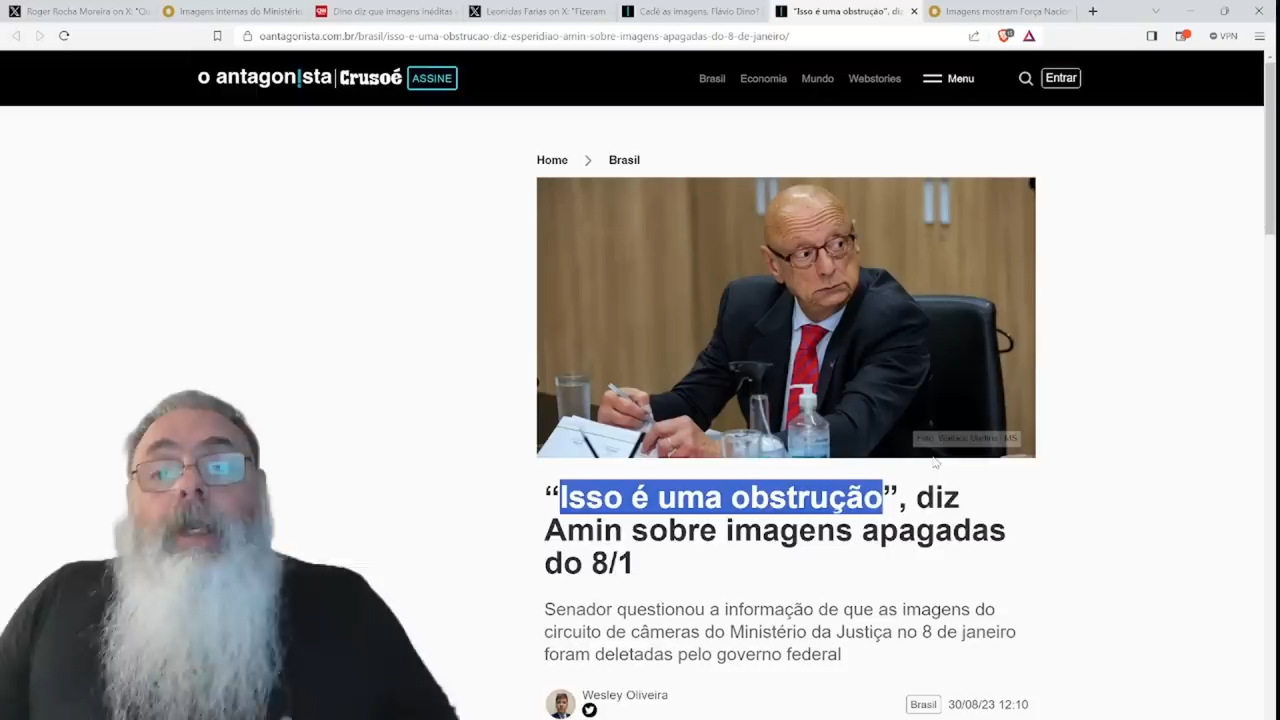 Roger Rocha Moreira on X: "Qu
Imagens internas do Ministério
Dino diz que imagens inéditas
Leonidas Farias on X: "Fizeram
Cadê as imagens, Flávio Dino?
"Isso é uma obstrução", diz
Imagens mostram Força Nacion
oantagonista.com.br/brasil/isso-e-uma-obstrucao-diz-esperidiao-amin-sobre-imagens-apagadas-do-8-de-janeiro/
VPN
o antagonista|Crusoé ASSINE
Brasil Economia Mundo Webstories Menu Entrar
Home > Brasil
Foto: Wallace Martins - MS
“Isso é uma obstrução”, diz
Amin sobre imagens apagadas
do 8/1
Senador questionou a informação de que as imagens do
circuito de câmeras do Ministério da Justiça no 8 de janeiro
foram deletadas pelo governo federal
Wesley Oliveira
Brasil 30/08/23 12:10